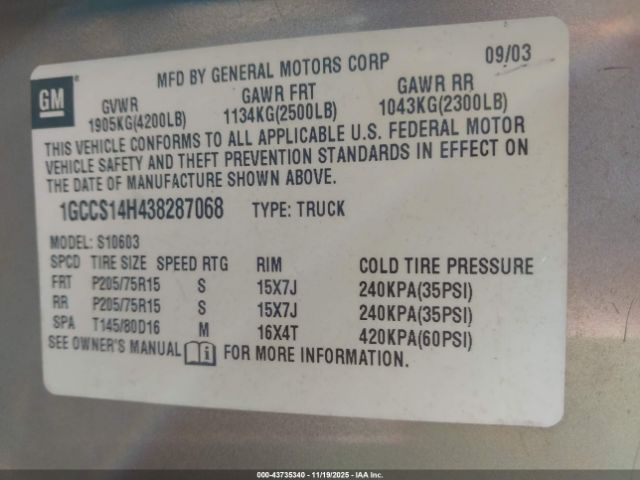 GM
MFD BY GENERAL MOTORS CORP 09/03
GVWR GAWR FRT GAWR RR
1905KG(4200LB) 1134KG(2500LB) 1043KG(2300LB)
THIS VEHICLE CONFORMS TO ALL APPLICABLE U.S. FEDERAL MOTOR
VEHICLE SAFETY AND THEFT PREVENTION STANDARDS IN EFFECT ON
THE DATE OF MANUFACTURE SHOWN ABOVE.
1GCCS14H438287068 TYPE: TRUCK
MODEL: S10603
SPCD TIRE SIZE SPEED RTG RIM COLD TIRE PRESSURE
FRT P205/75R15 S 15X7J 240KPA(35PSI)
RR P205/75R15 S 15X7J 240KPA(35PSI)
SPA T145/80D16 M 16X4T 420KPA(60PSI)
SEE OWNER'S MANUAL FOR MORE INFORMATION.
000-43735340 - 11/19/2025 - IAA Inc.